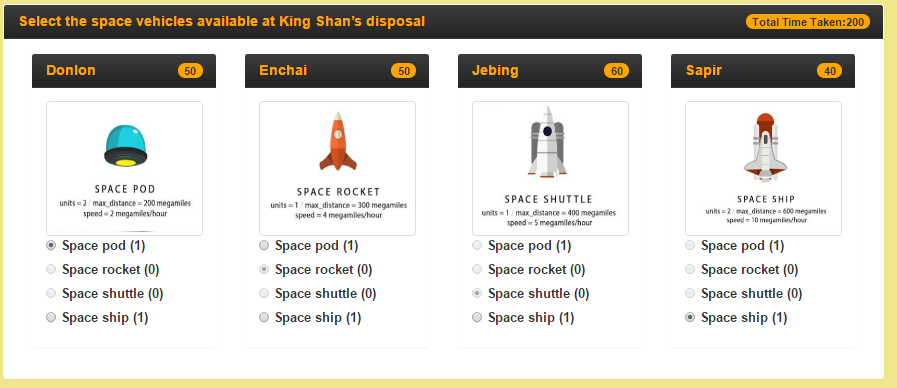 Select the space vehicles available at King Shan's disposal
Total Time Taken:200
Donlon 50
SPACE POD
units = 2 / max_distance = 200 megamiles
speed = 2 megamiles/hour
Space pod (1)
Space rocket (0)
Space shuttle (0)
Space ship (1)
Enchai 50
SPACE ROCKET
units = 1 / max_distance = 300 megamiles
speed = 4 megamiles/hour
Space pod (1)
Space rocket (0)
Space shuttle (0)
Space ship (1)
Jebing 60
SPACE SHUTTLE
units = 1 / max_distance = 400 megamiles
speed = 5 megamiles/hour
Space pod (1)
Space rocket (0)
Space shuttle (0)
Space ship (1)
Sapir 40
SPACE SHIP
units = 2 / max_distance = 600 megamiles
speed = 10 megamiles/hour
Space pod (1)
Space rocket (0)
Space shuttle (0)
Space ship (1)